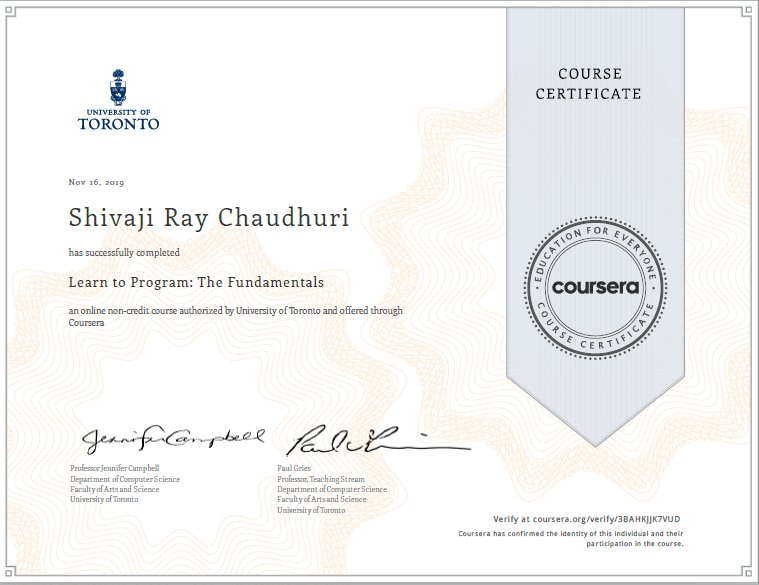 UNIVERSITY OF
TORONTO
COURSE
CERTIFICATE
Nov 16, 2019
Shivaji Ray Chaudhuri
has successfully completed
Learn to Program: The Fundamentals
an online non-credit course authorized by University of Toronto and offered through
Coursera
EDUCATION FOR EVERYONE
coursera
COURSE CERTIFICATE
Jennifer Campbell
Professor Jennifer Campbell
Department of Computer Science
Faculty of Arts and Science
University of Toronto
Paul Gries
Professor, Teaching Stream
Department of Computer Science
Faculty of Arts and Science
University of Toronto
Verify at coursera.org/verify/3BAHKJJK7VUD
Coursera has confirmed the identity of this individual and their
participation in the course.